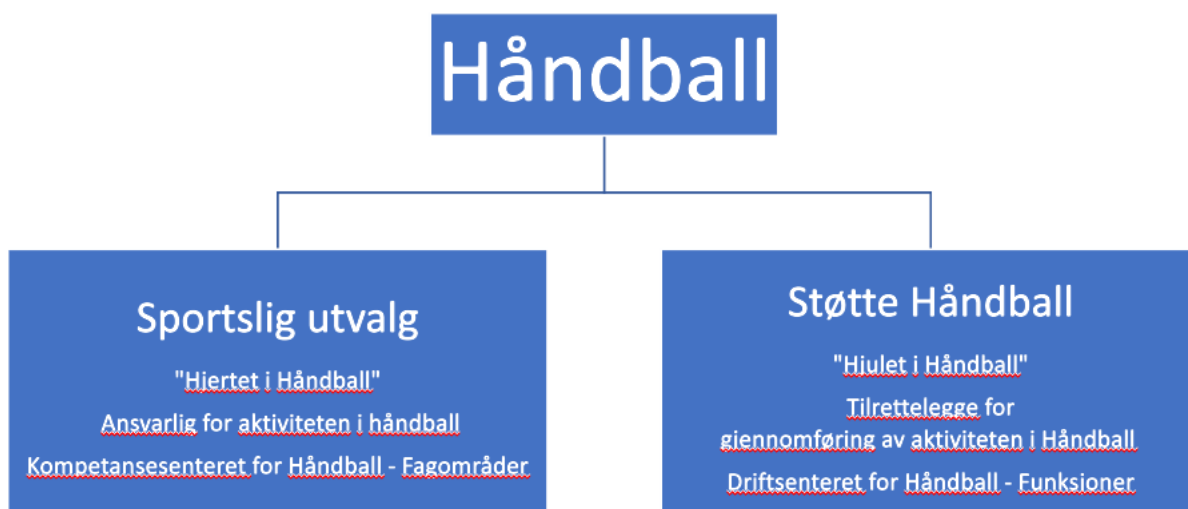 Håndball
Sportslig utvalg
"Hjertet i Håndball"
Ansvarlig for aktiviteten i håndball
Kompetansesenteret for Håndball - Fagområder
Støtte Håndball
"Hjulet i Håndball"
Tilrettelegge for
gjennomføring av aktiviteten i Håndball
Driftsenteret for Håndball - Funksjoner